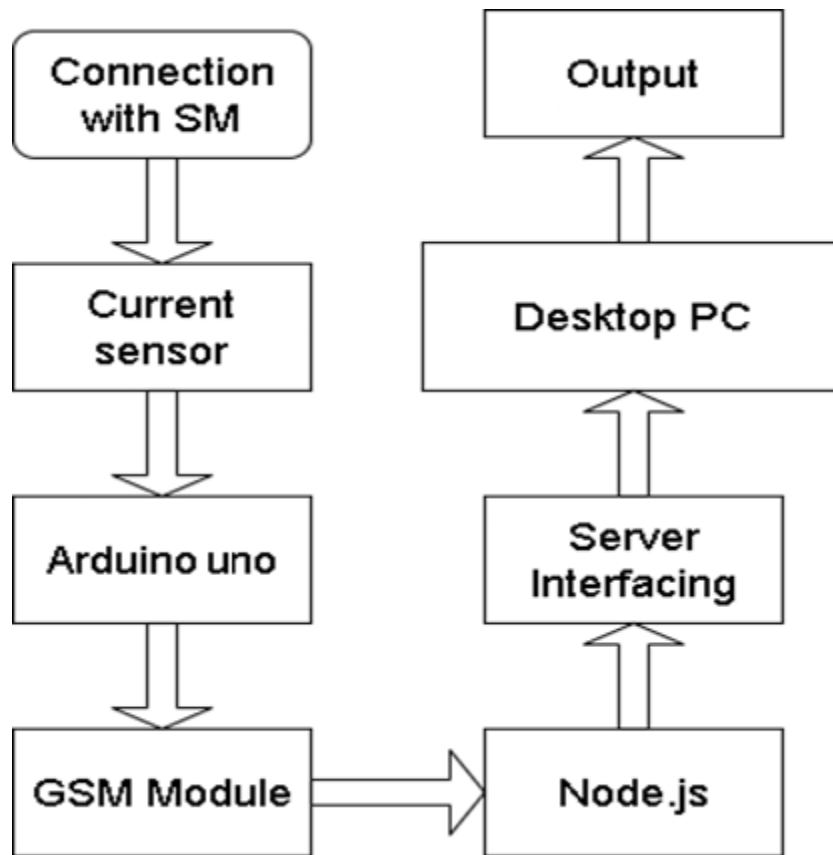 Connection
with SM
Current
sensor
Arduino uno
GSM Module
Node.js
Server
Interfacing
Desktop PC
Output